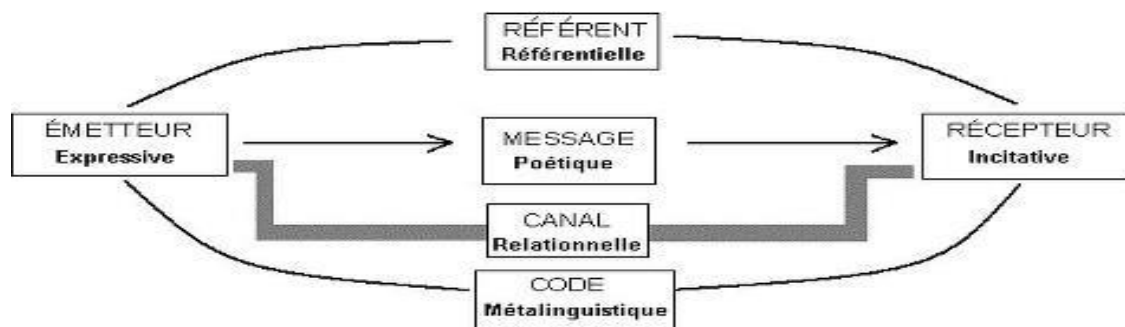 RÉFÉRENT
Référentielle
ÉMETTEUR
Expressive
MESSAGE
Poétique
RÉCEPTEUR
Incitative
CANAL
Relationnelle
CODE
Métalinguistique